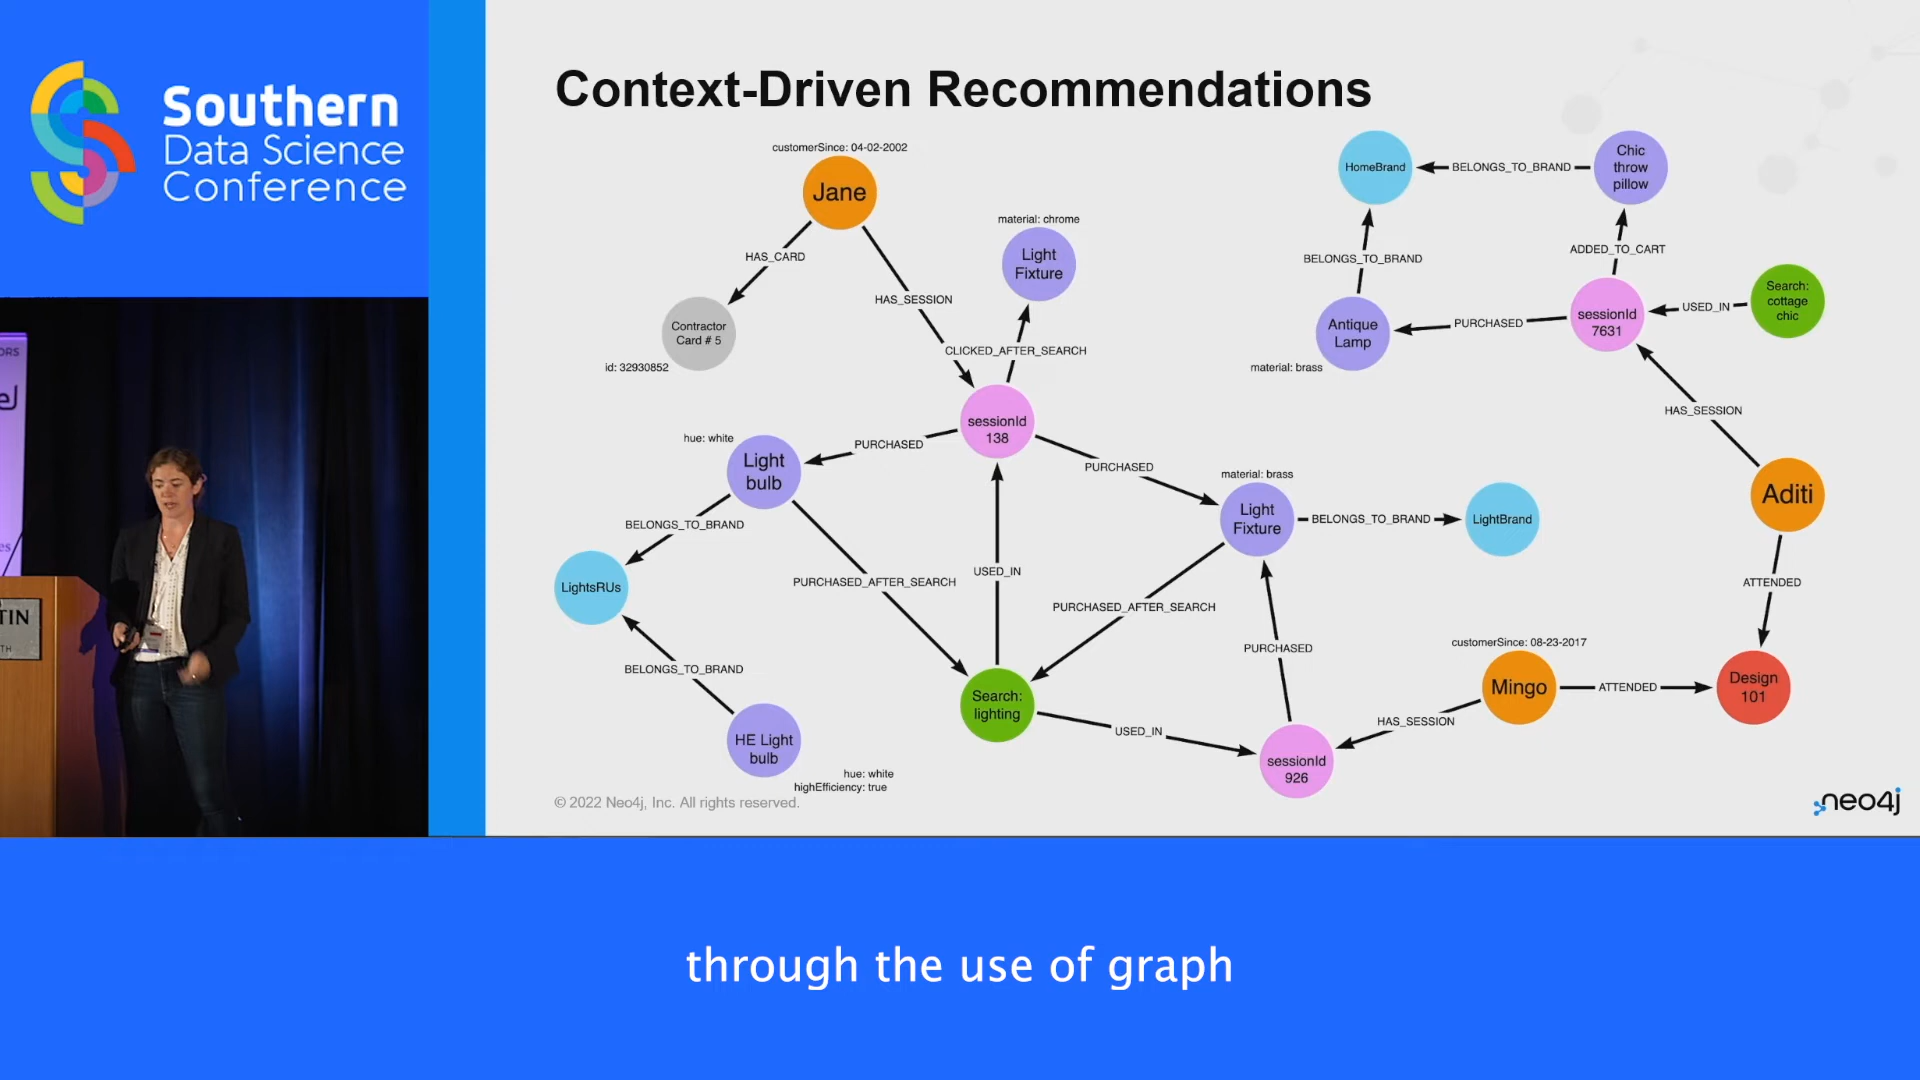 Southern
Data Science
Conference
Context-Driven Recommendations
customerSince: 04-02-2002
Jane
HAS_CARD
Contractor
Card # 5
id: 32930852
HAS_SESSION
material: chrome
Light
Fixture
CLICKED_AFTER_SEARCH
sessionId
138
PURCHASED
hue: white
Light
bulb
BELONGS_TO_BRAND
LightsRUs
BELONGS_TO_BRAND
HE Light
bulb
hue: white
highEfficiency: true
PURCHASED_AFTER_SEARCH
USED_IN
Search:
lighting
PURCHASED
material: brass
Light
Fixture
BELONGS_TO_BRAND
LightBrand
PURCHASED_AFTER_SEARCH
PURCHASED
USED_IN
sessionId
926
HAS_SESSION
customerSince: 08-23-2017
Mingo
ATTENDED
Design
101
ATTENDED
Aditi
HAS_SESSION
sessionId
7631
USED_IN
Search:
cottage
chic
ADDED_TO_CART
Chic
throw
pillow
BELONGS_TO_BRAND
HomeBrand
BELONGS_TO_BRAND
Antique
Lamp
material: brass
PURCHASED
© 2022 Neo4j, Inc. All rights reserved.
neo4j
ORS
TIN
TH
through the use of graph